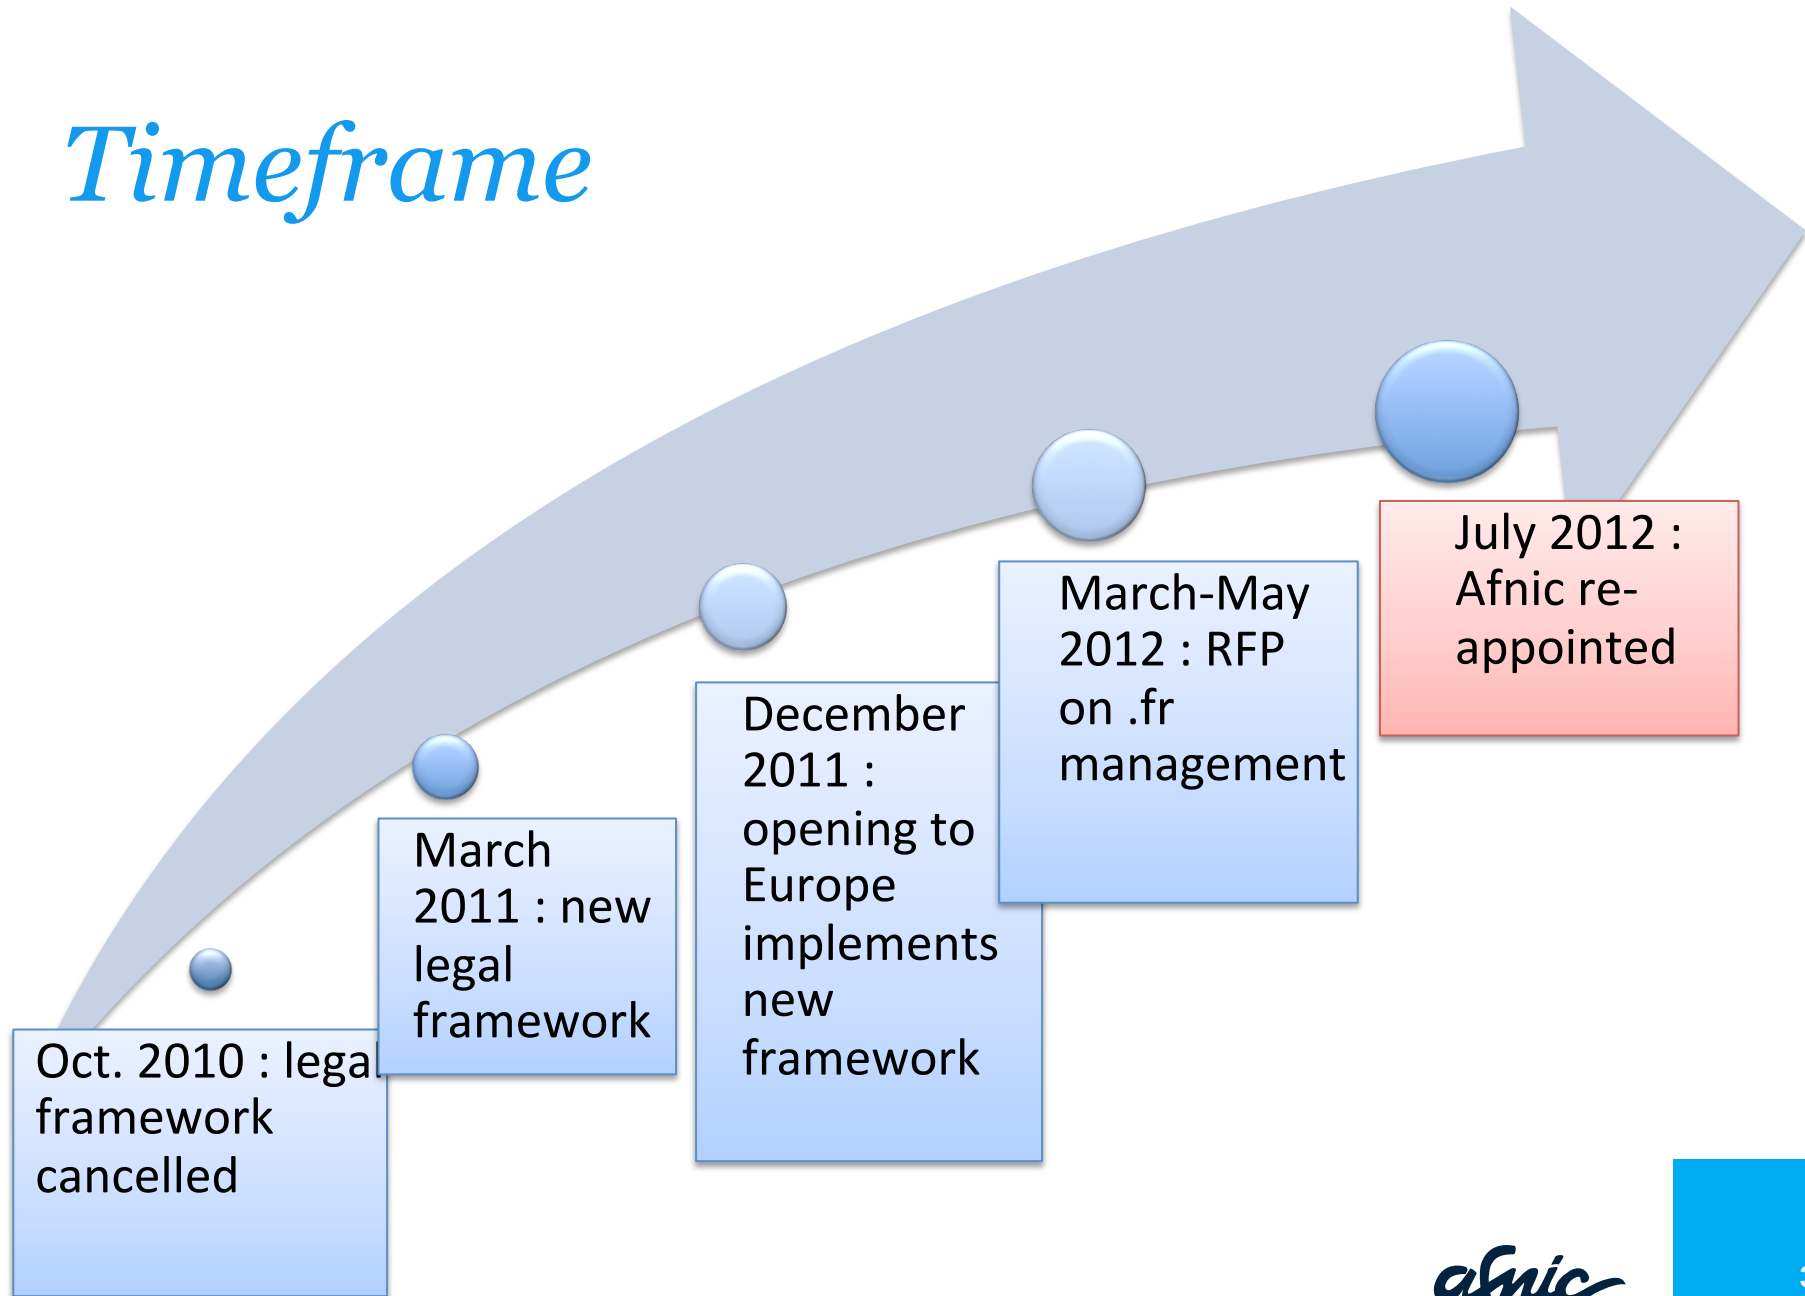 Timeframe
Oct. 2010 : legal
framework
cancelled
March
2011 : new
legal
framework
December
2011 :
opening to
Europe
implements
new
framework
March-May
2012 : RFP
on .fr
management
July 2012 :
Afnic re-
appointed
afnic